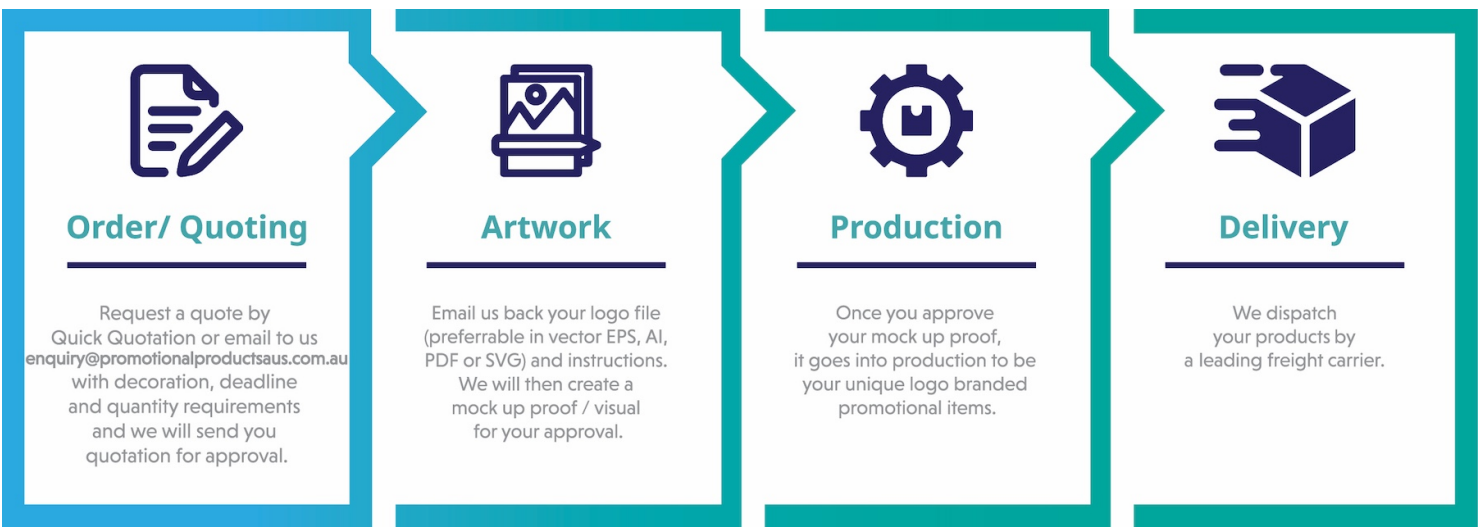 Order/ Quoting
Request a quote by
Quick Quotation or email to us
enquiry@promotionalproductsaus.com.au
with decoration, deadline
and quantity requirements
and we will send you
quotation for approval.
Artwork
Email us back your logo file
(preferrable in vector EPS, AI,
PDF or SVG) and instructions.
We will then create a
mock up proof / visual
for your approval.
Production
Once you approve
your mock up proof,
it goes into production to be
your unique logo branded
promotional items.
Delivery
We dispatch
your products by
a leading freight carrier.